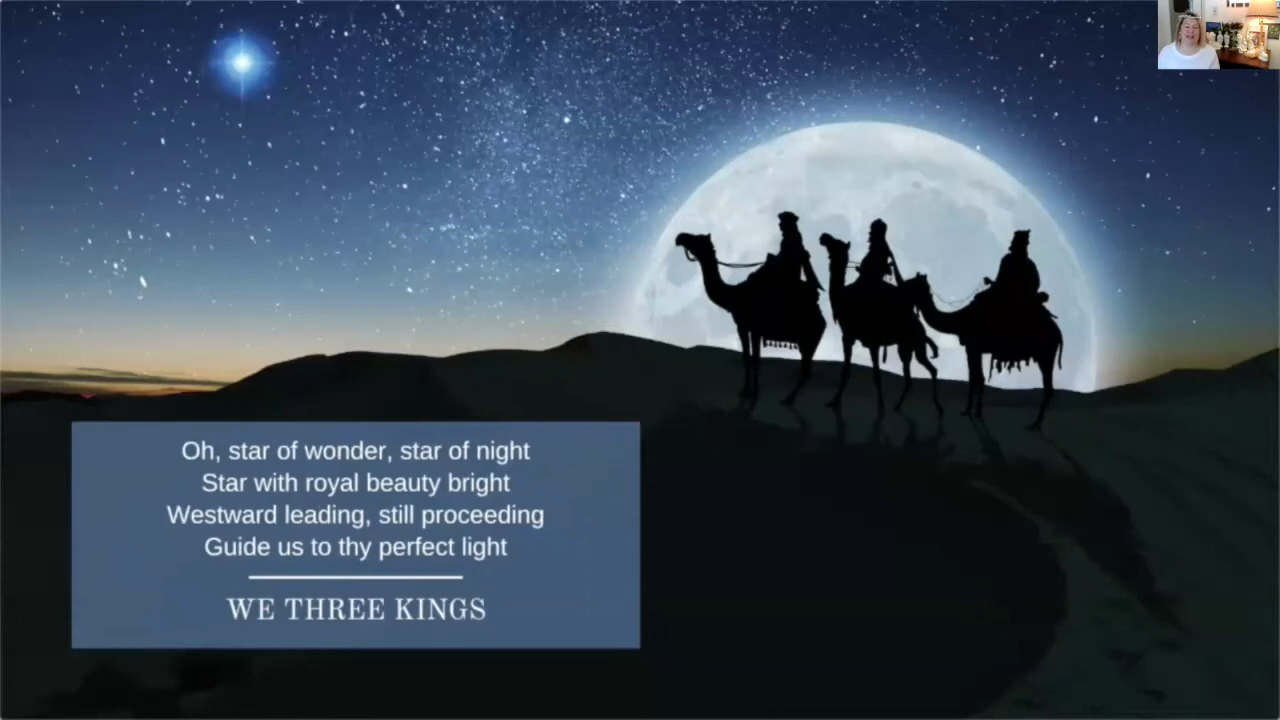 Oh, star of wonder, star of night
Star with royal beauty bright
Westward leading, still proceeding
Guide us to thy perfect light
WE THREE KINGS